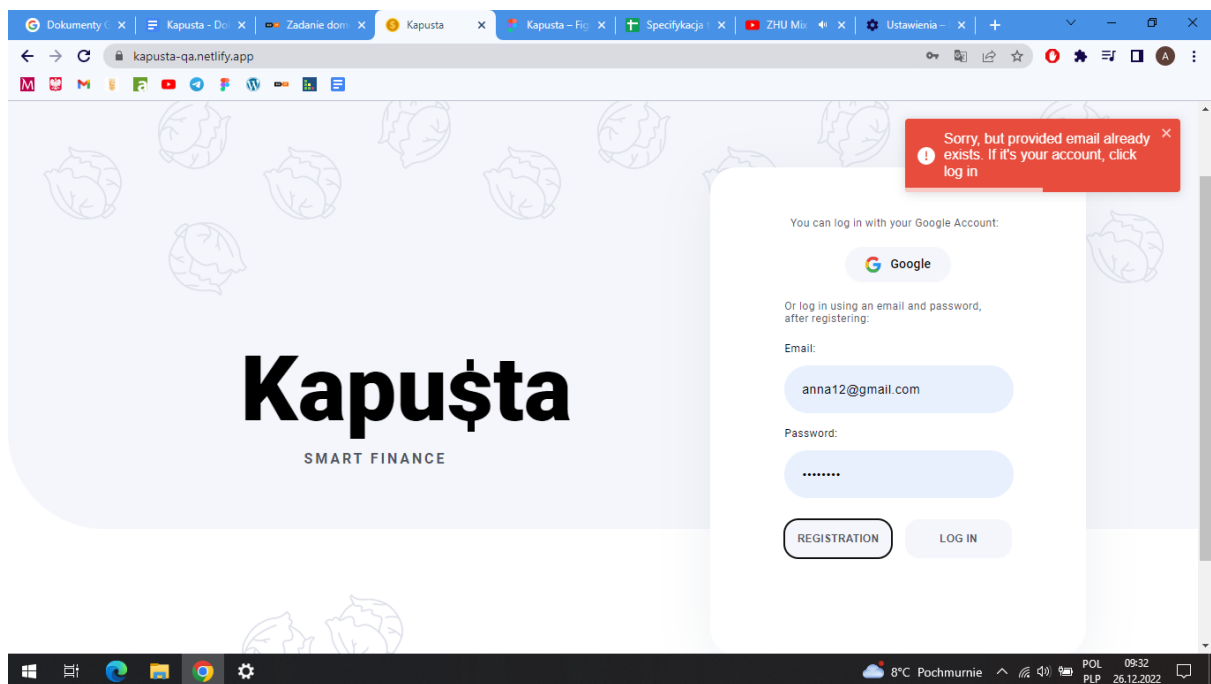 Dokumenty G
Kapusta - Do
Zadanie dom
Kapusta
Kapusta – Fig
Specyfikacja t
ZHU Mix
Ustawienia –
kapusta-qa.netlify.app
Sorry, but provided email already
exists. If it's your account, click
log in
You can log in with your Google Account:
Google
Or log in using an email and password,
after registering:
Email:
anna12@gmail.com
Password:
••••••••
REGISTRATION
LOG IN
Kapu$ta
SMART FINANCE
8°C Pochmurnie
POL
PLP
09:32
26.12.2022